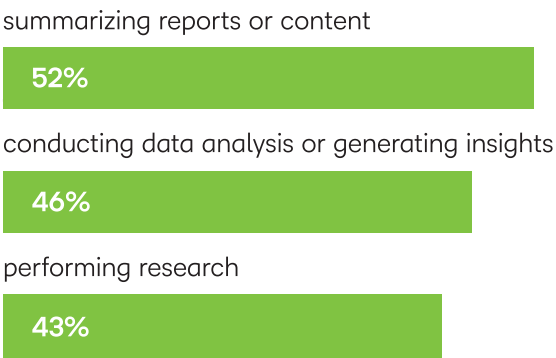 summarizing reports or content
52%
conducting data analysis or generating insights
46%
performing research
43%